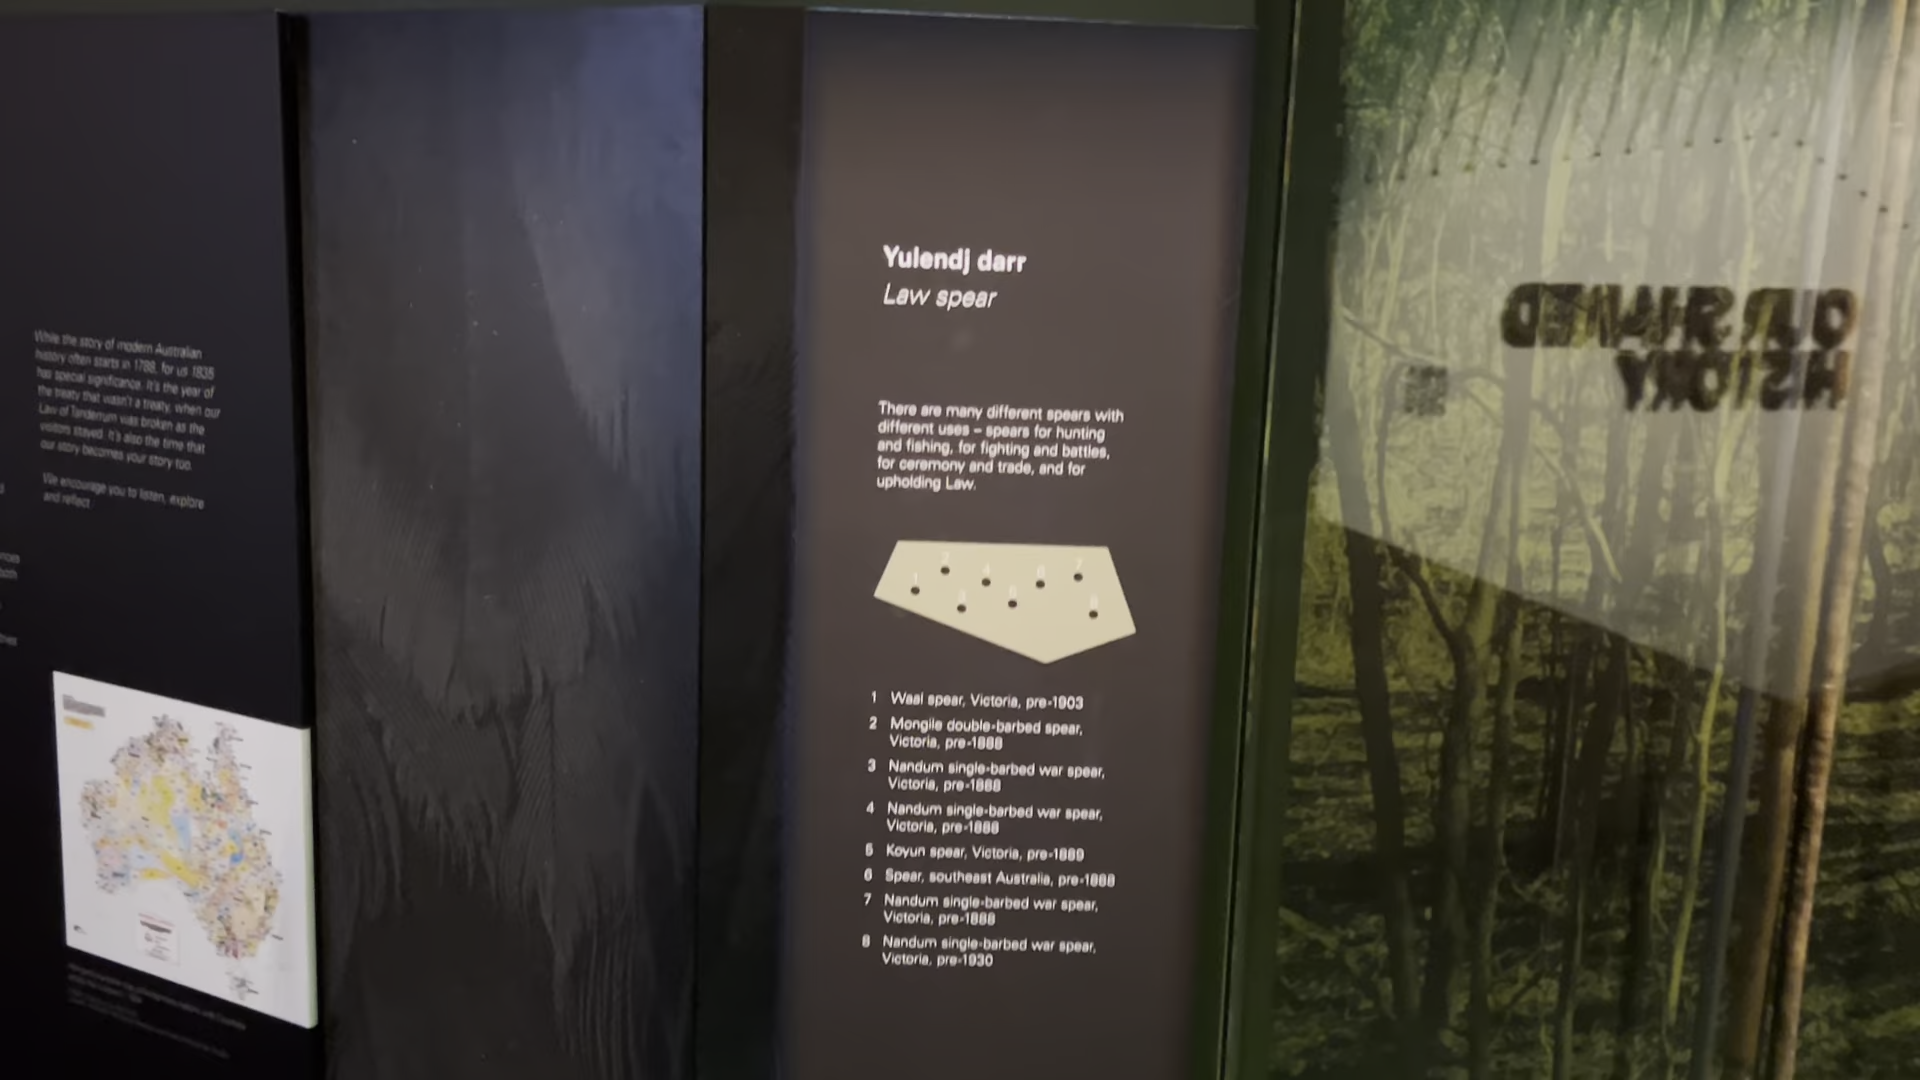 While the story of modern Australian
history often starts in 1788, for us 1835
has special significance. It's the year of
the treaty that wasn't a treaty, when our
Law of Tanderrum was broken as the
visitors stayed. It's also the time that
our story becomes your story too.
We encourage you to listen, explore
and reflect.
Yulendj darr
Law spear
There are many different spears with
different uses – spears for hunting
and fishing, for fighting and battles,
for ceremony and trade, and for
upholding Law.
1 Waal spear, Victoria, pre-1903
2 Mongile double-barbed spear,
Victoria, pre-1888
3 Nandum single-barbed war spear,
Victoria, pre-1888
4 Nandum single-barbed war spear,
Victoria, pre-1888
5 Koyun spear, Victoria, pre-1889
6 Spear, southeast Australia, pre-1888
7 Nandum single-barbed war spear,
Victoria, pre-1888
8 Nandum single-barbed war spear,
Victoria, pre-1930
OUR SHARED
HISTORY